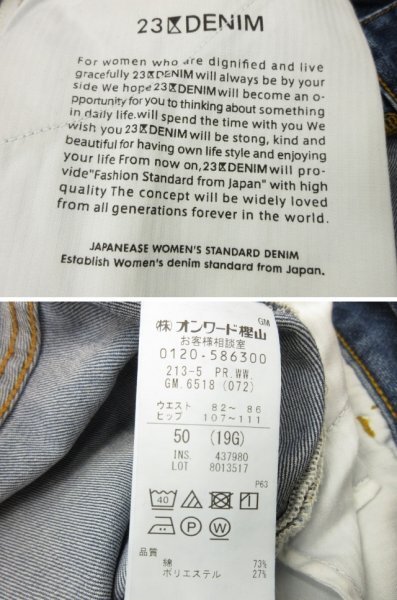 23区DENIM
For women who are dignified and live
gracefully 23区DENIM will always be by your
side We hope 23区DENIM will become an o-
pportunity for you to thinking about something
in daily life.will spend the time with you We
wish you 23区DENIM will be stong, kind and
beautiful for having own life style and enjoying
your life From now on, 23区DENIM will pro-
vide"Fashion Standard from Japan" with high
quality The concept will be widely loved
from all generations forever in the world.
JAPANEASE WOMEN'S STANDARD DENIM
Establish Women's denim standard from Japan.
GM
(株)オンワード樫山
お客様相談室
0120-586300
213-5 PR.WW.
GM.6518 (072)
ウエスト 82～ 86
ヒップ 107～111
50 (19G)
INS. 437980
LOT 8013517
P63
40
P
W
品質
綿 73%
ポリエステル 27%